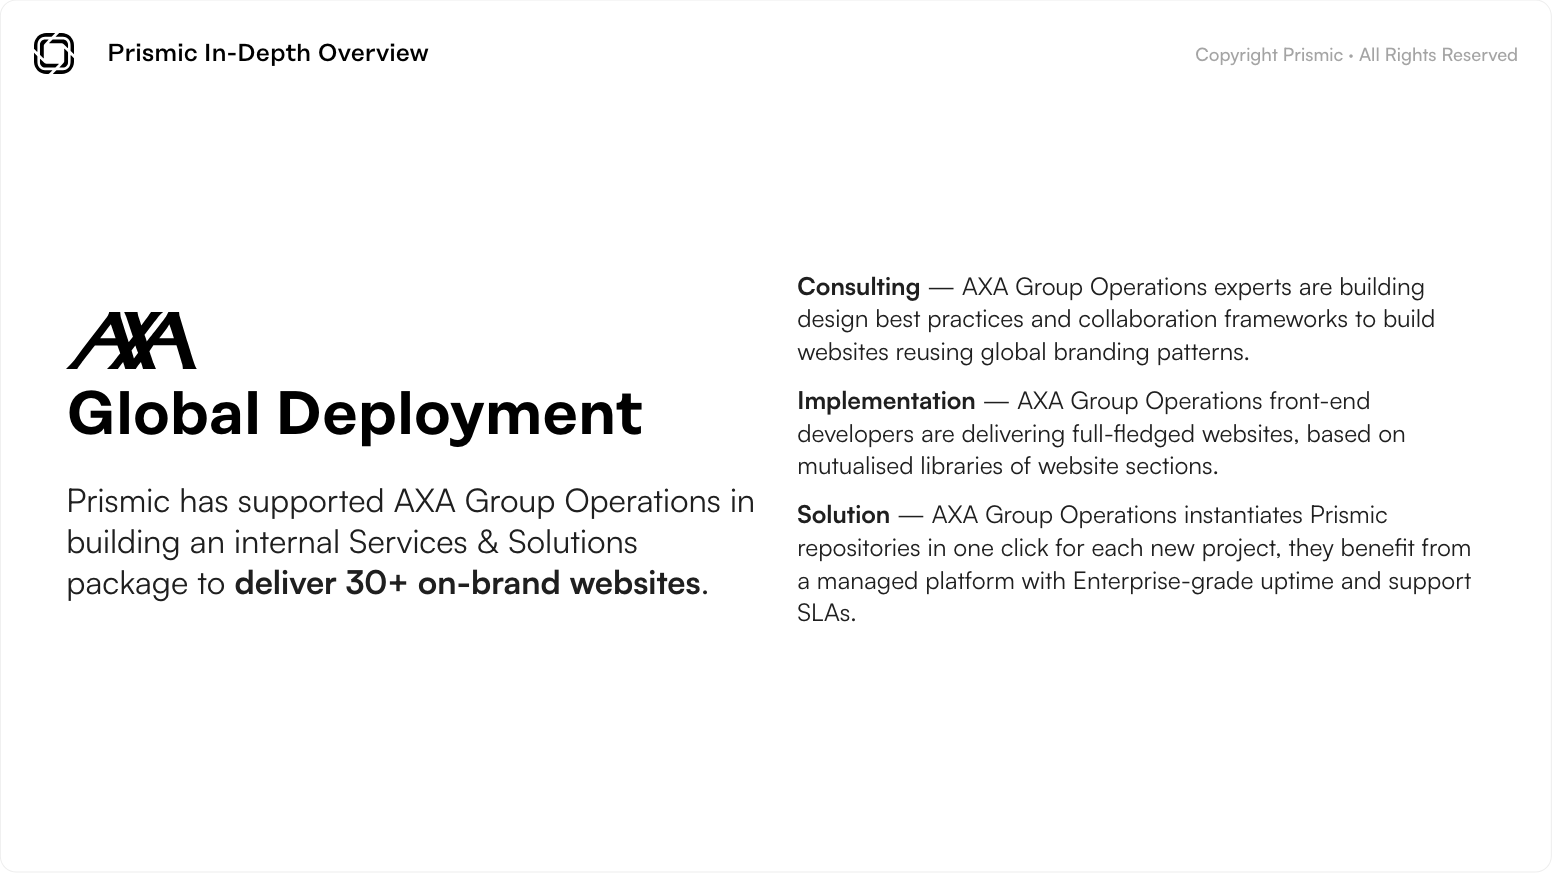 Prismic In-Depth Overview
Copyright Prismic · All Rights Reserved
AXA
Global Deployment
Prismic has supported AXA Group Operations in
building an internal Services & Solutions
package to deliver 30+ on-brand websites.
Consulting — AXA Group Operations experts are building
design best practices and collaboration frameworks to build
websites reusing global branding patterns.
Implementation — AXA Group Operations front-end
developers are delivering full-fledged websites, based on
mutualised libraries of website sections.
Solution — AXA Group Operations instantiates Prismic
repositories in one click for each new project, they benefit from
a managed platform with Enterprise-grade uptime and support
SLAs.